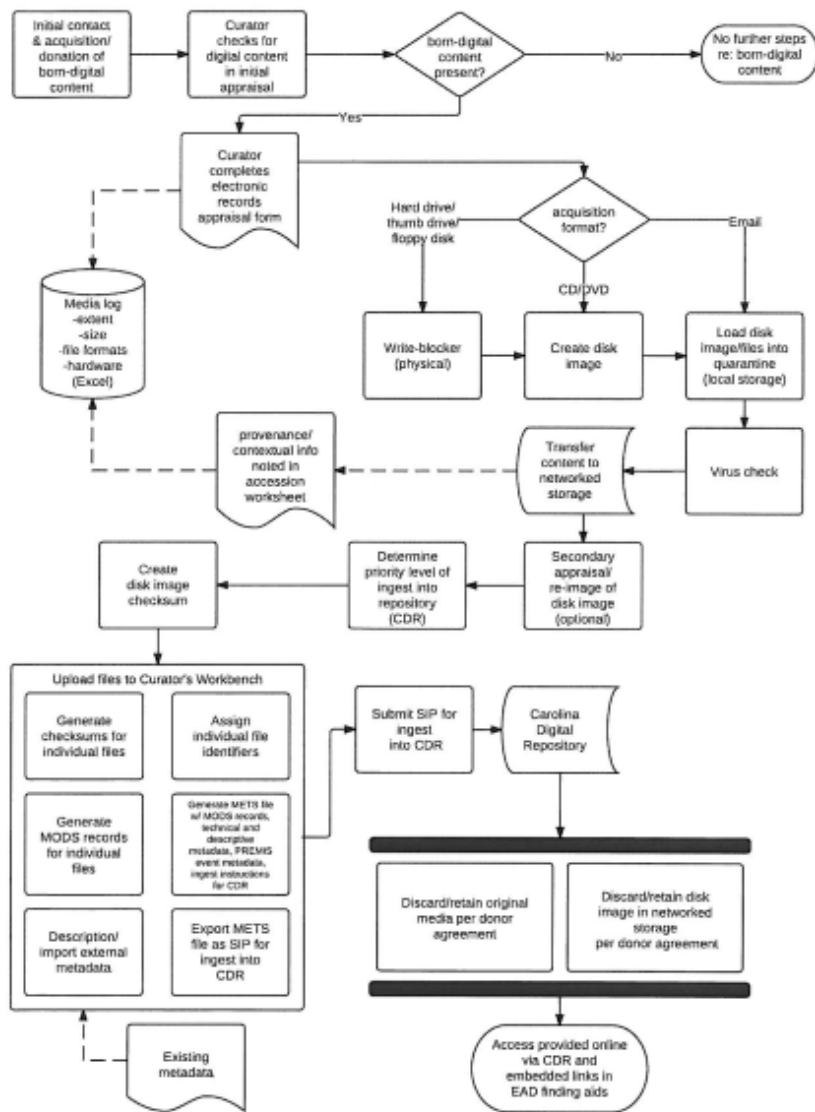 Initial contact
& acquisition/
donation of
born-digital
content
Curator
checks for
digital content
in initial
appraisal
born-digital
content
present?
No
No further steps
re: born-digital
content
Yes
Curator
completes
electronic
records
appraisal form
Hard drive/
thumb drive/
floppy disk
acquisition
format?
Email
CD/DVD
Media log
-extent
-size
-file formats
-hardware
(Excel)
Write-blocker
(physical)
Create disk
image
Load disk
image/files into
quarantine
(local storage)
provenance/
contextual info
noted in
accession
worksheet
Transfer
content to
networked
storage
Virus check
Create
disk image
checksum
Determine
priority level of
ingest into
repository
(CDR)
Secondary
appraisal/
re-image of
disk image
(optional)
Upload files to Curator's Workbench
Generate
checksums for
individual files
Assign
individual file
identifiers
Submit SIP for
ingest
into CDR
Carolina
Digital
Repository
Generate
MODS records
for individual
files
Generate METS file
w/ MODS records,
technical and
descriptive
metadata, PREMIS
event metadata,
ingest instructions
for CDR
Discard/retain original
media per donor
agreement
Discard/retain disk
image in networked
storage
per donor agreement
Description/
import external
metadata
Export METS
file as SIP for
ingest into
CDR
Existing
metadata
Access provided online
via CDR and
embedded links in
EAD finding aids